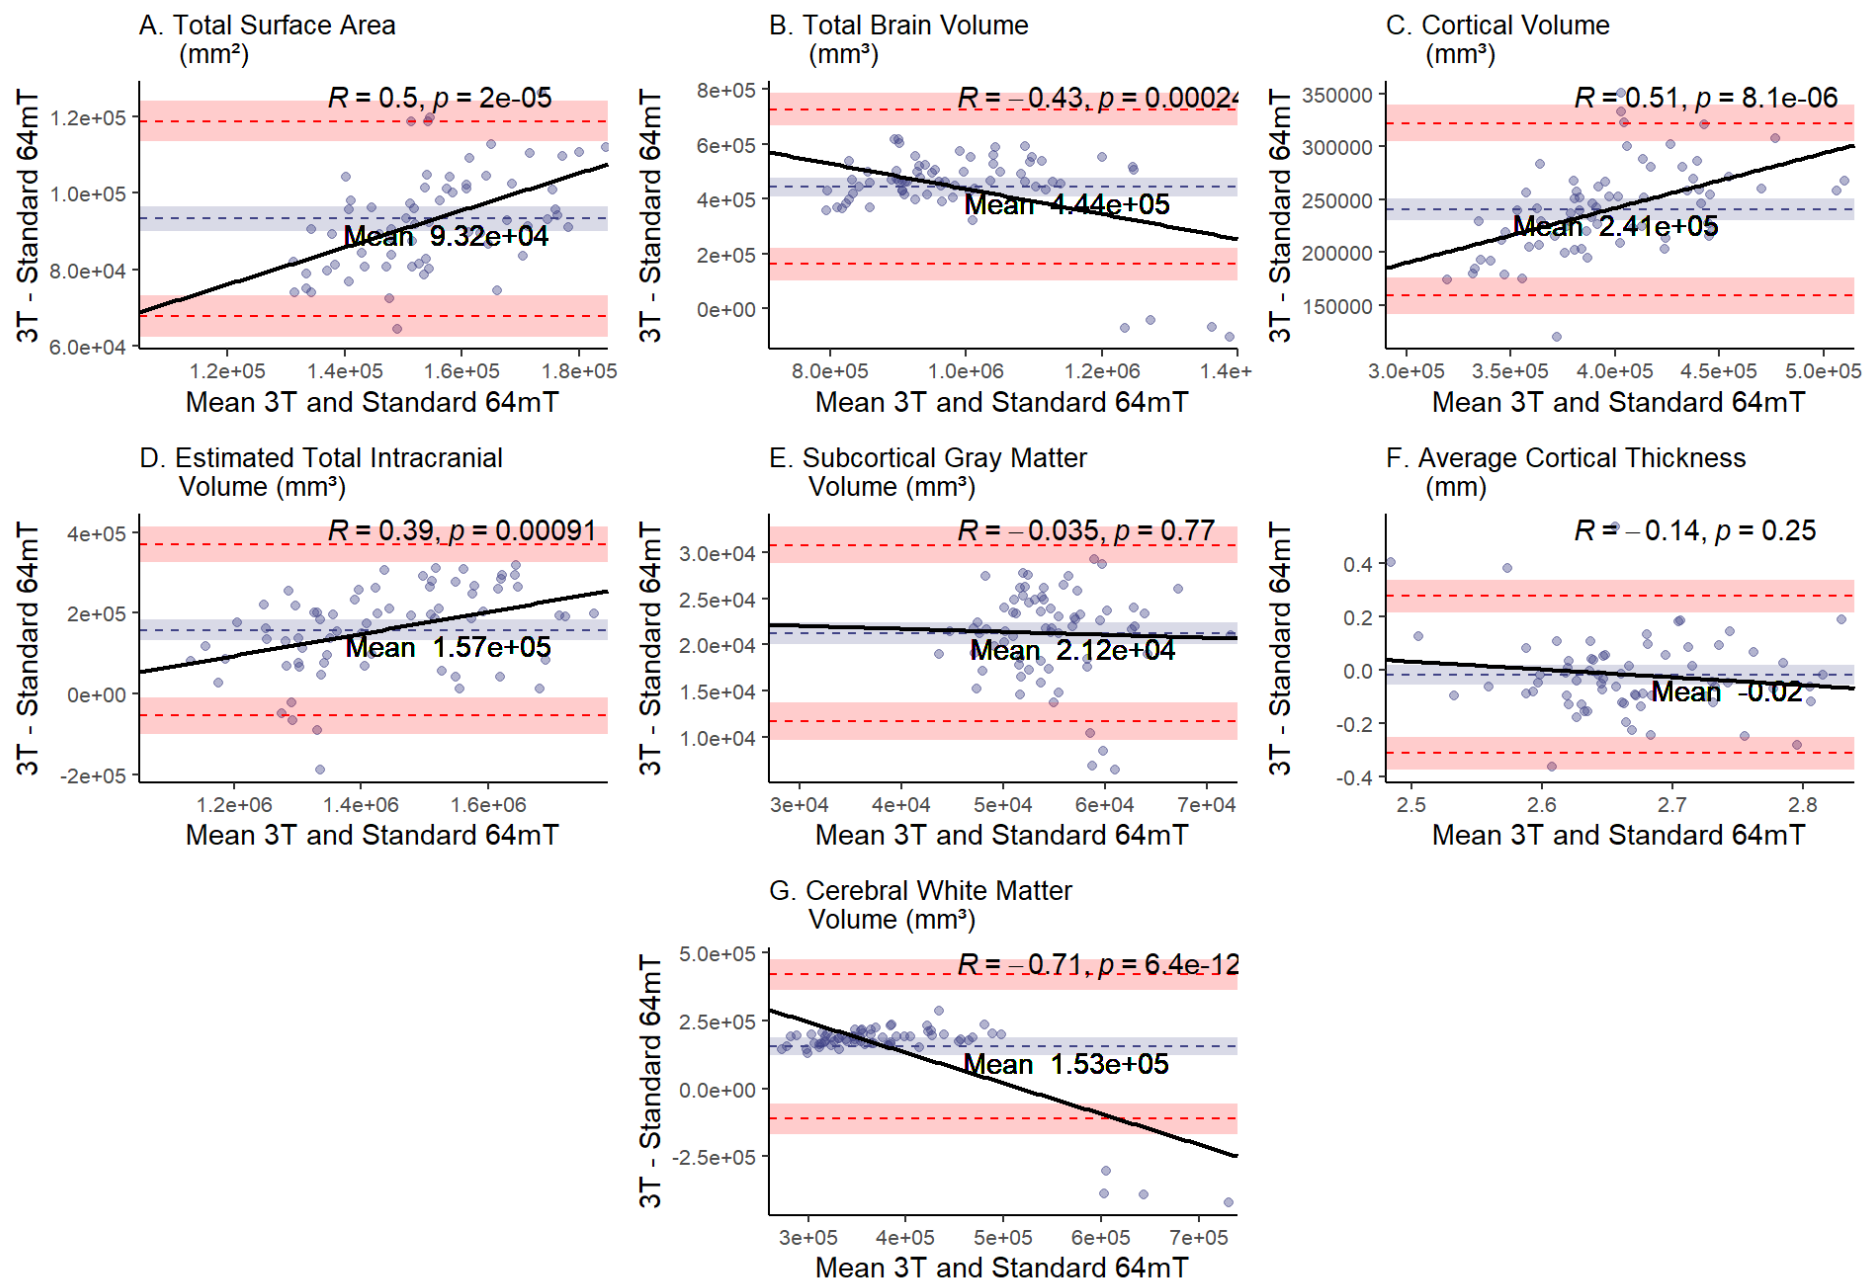 A. Total Surface Area
(mm²)
R = 0.5, p = 2e-05
1.2e+05
1.0e+05
8.0e+04
6.0e+04
Mean 9.32e+04
3T - Standard 64mT
1.2e+05 1.4e+05 1.6e+05 1.8e+05
Mean 3T and Standard 64mT
B. Total Brain Volume
(mm³)
R = −0.43, p = 0.00024
8e+05
6e+05
4e+05
2e+05
0e+00
Mean 4.44e+05
3T - Standard 64mT
8.0e+05 1.0e+06 1.2e+06 1.4e+
Mean 3T and Standard 64mT
C. Cortical Volume
(mm³)
R = 0.51, p = 8.1e-06
350000
300000
250000
200000
150000
Mean 2.41e+05
3T - Standard 64mT
3.0e+05 3.5e+05 4.0e+05 4.5e+05 5.0e+05
Mean 3T and Standard 64mT
D. Estimated Total Intracranial
Volume (mm³)
R = 0.39, p = 0.00091
4e+05
2e+05
0e+00
-2e+05
Mean 1.57e+05
3T - Standard 64mT
1.2e+06 1.4e+06 1.6e+06
Mean 3T and Standard 64mT
E. Subcortical Gray Matter
Volume (mm³)
R = −0.035, p = 0.77
3.0e+04
2.5e+04
2.0e+04
1.5e+04
1.0e+04
Mean 2.12e+04
3T - Standard 64mT
3e+04 4e+04 5e+04 6e+04 7e+04
Mean 3T and Standard 64mT
F. Average Cortical Thickness
(mm)
R = −0.14, p = 0.25
0.4
0.2
0.0
-0.2
-0.4
Mean -0.02
3T - Standard 64mT
2.5 2.6 2.7 2.8
Mean 3T and Standard 64mT
G. Cerebral White Matter
Volume (mm³)
R = −0.71, p = 6.4e-12
5.0e+05
2.5e+05
0.0e+00
-2.5e+05
Mean 1.53e+05
3T - Standard 64mT
3e+05 4e+05 5e+05 6e+05 7e+05
Mean 3T and Standard 64mT